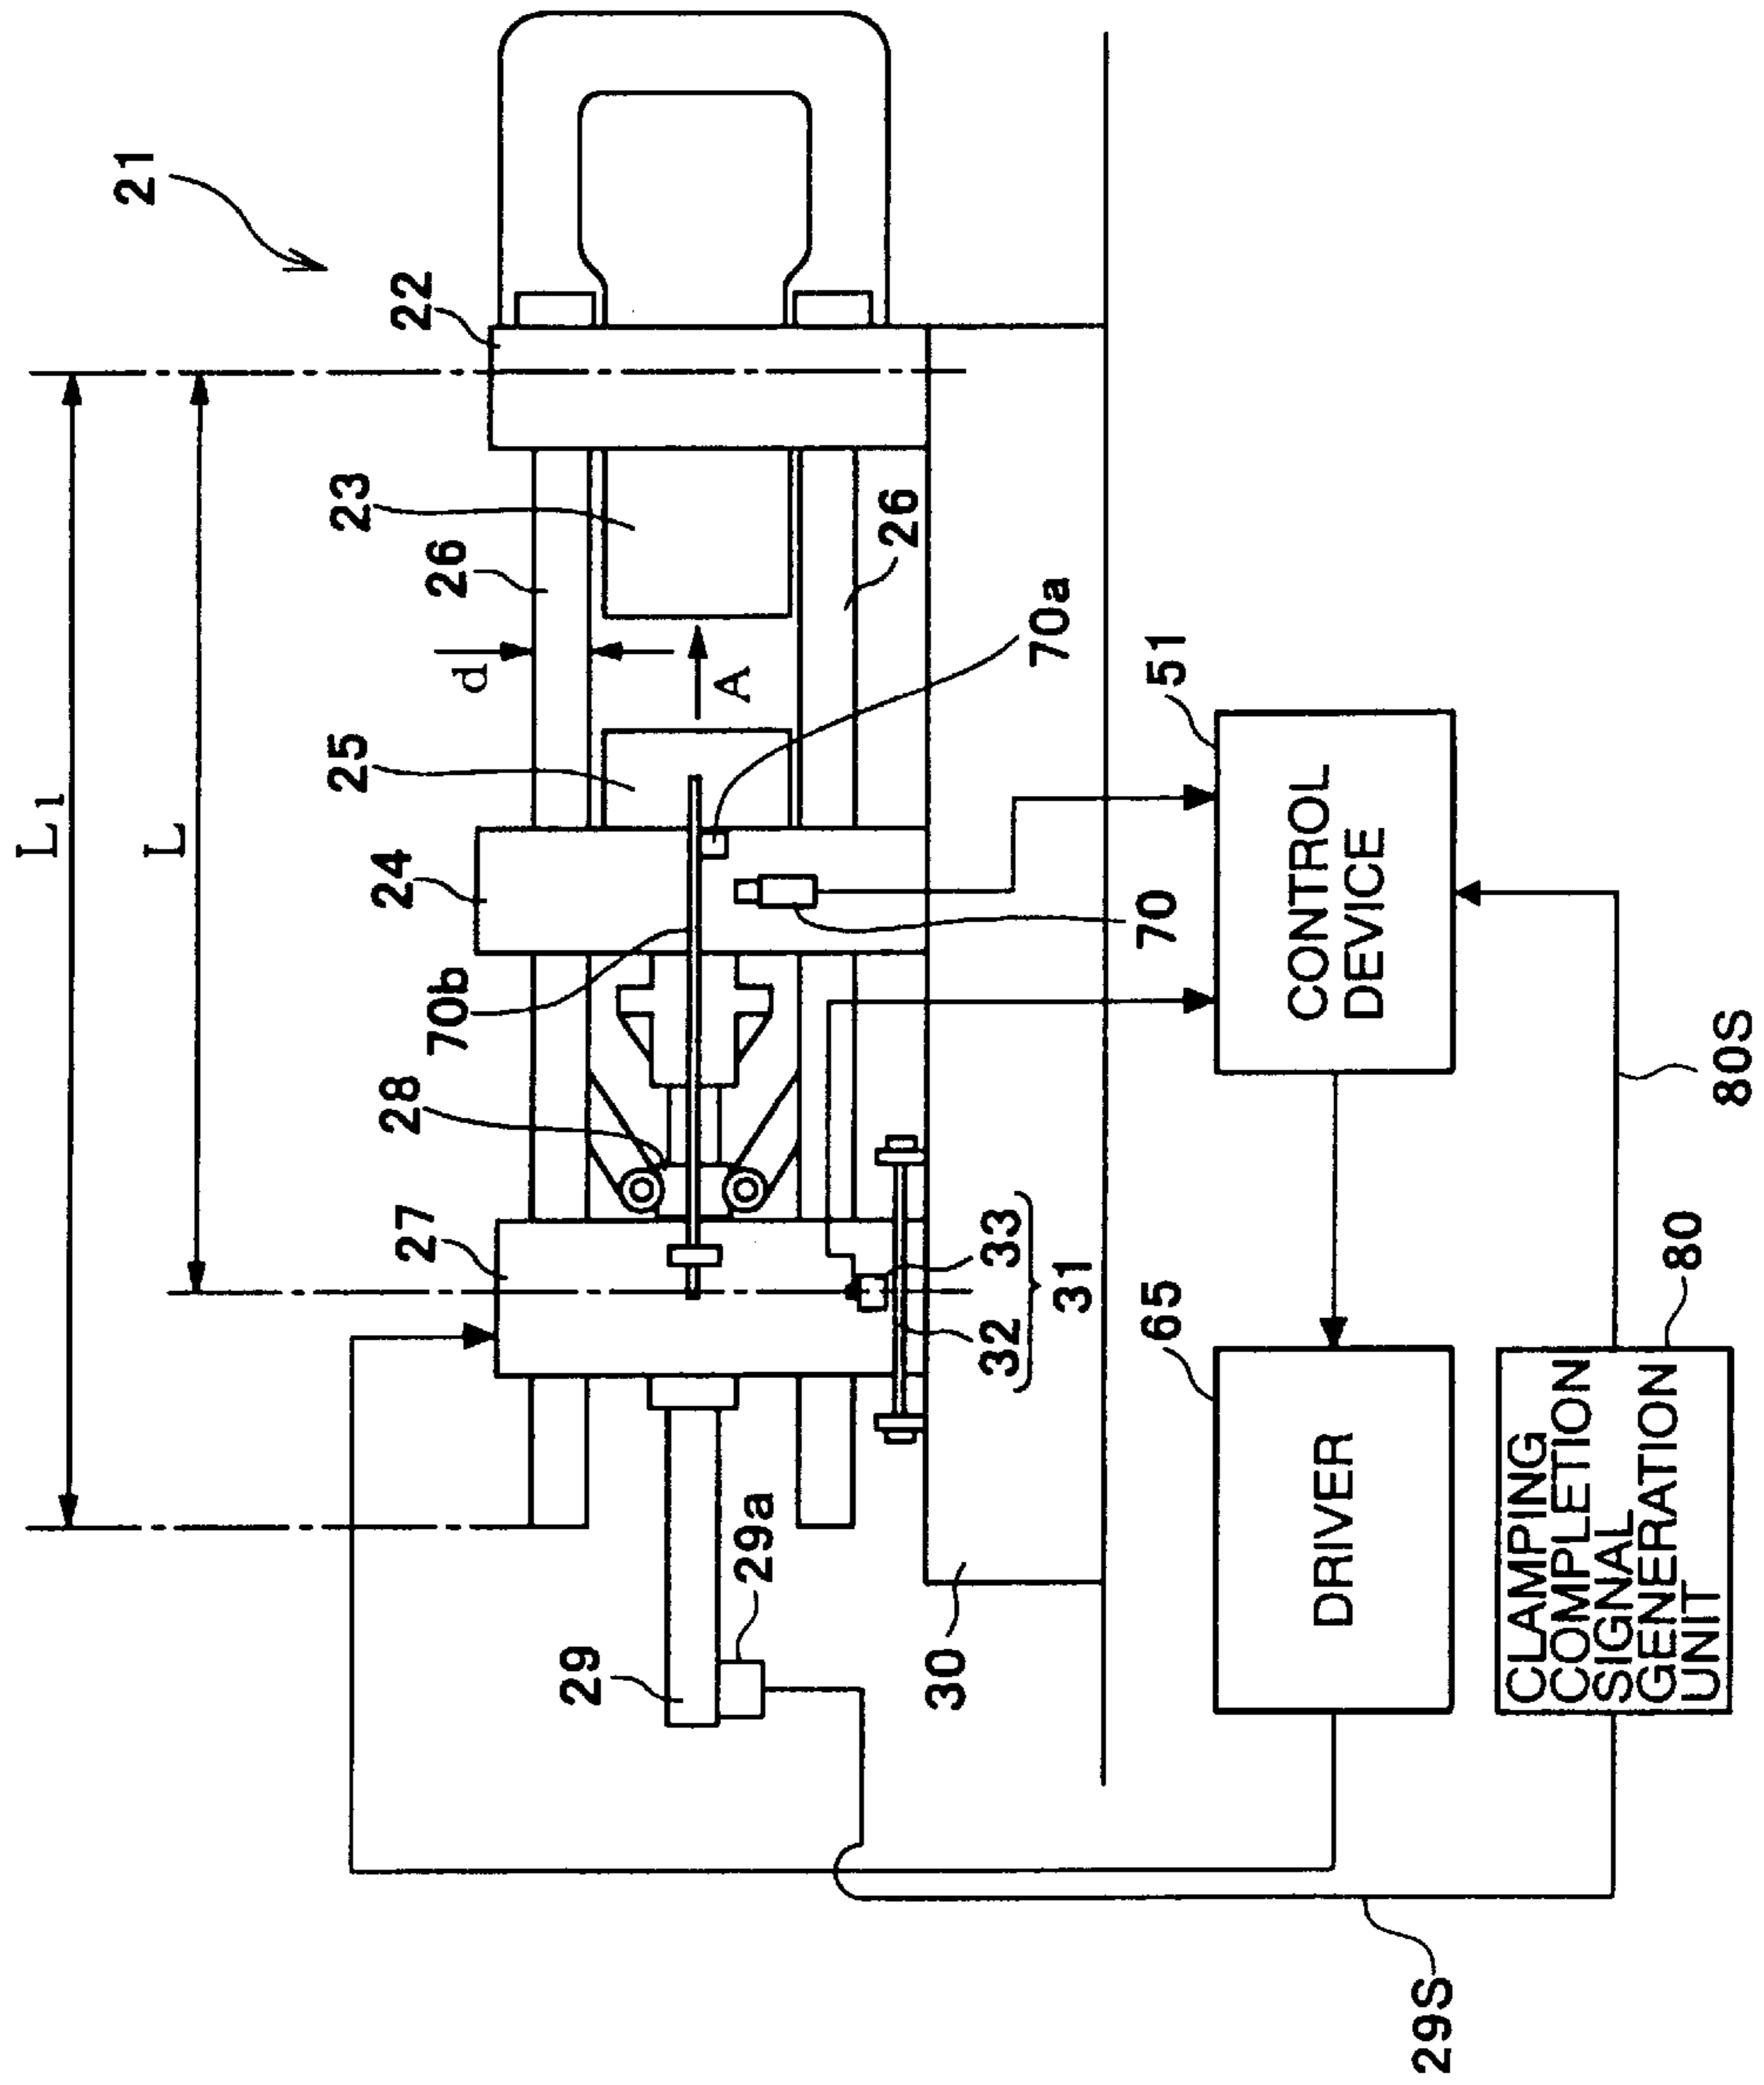 21
L1
L
22
23
26
d
A
26
25
24
70a
70
70b
28
27
33
32
31
29
29a
30
51
CONTROL
DEVICE
65
DRIVER
80
80S
CLAMPING
COMPLETION
SIGNAL
GENERATION
UNIT
29S